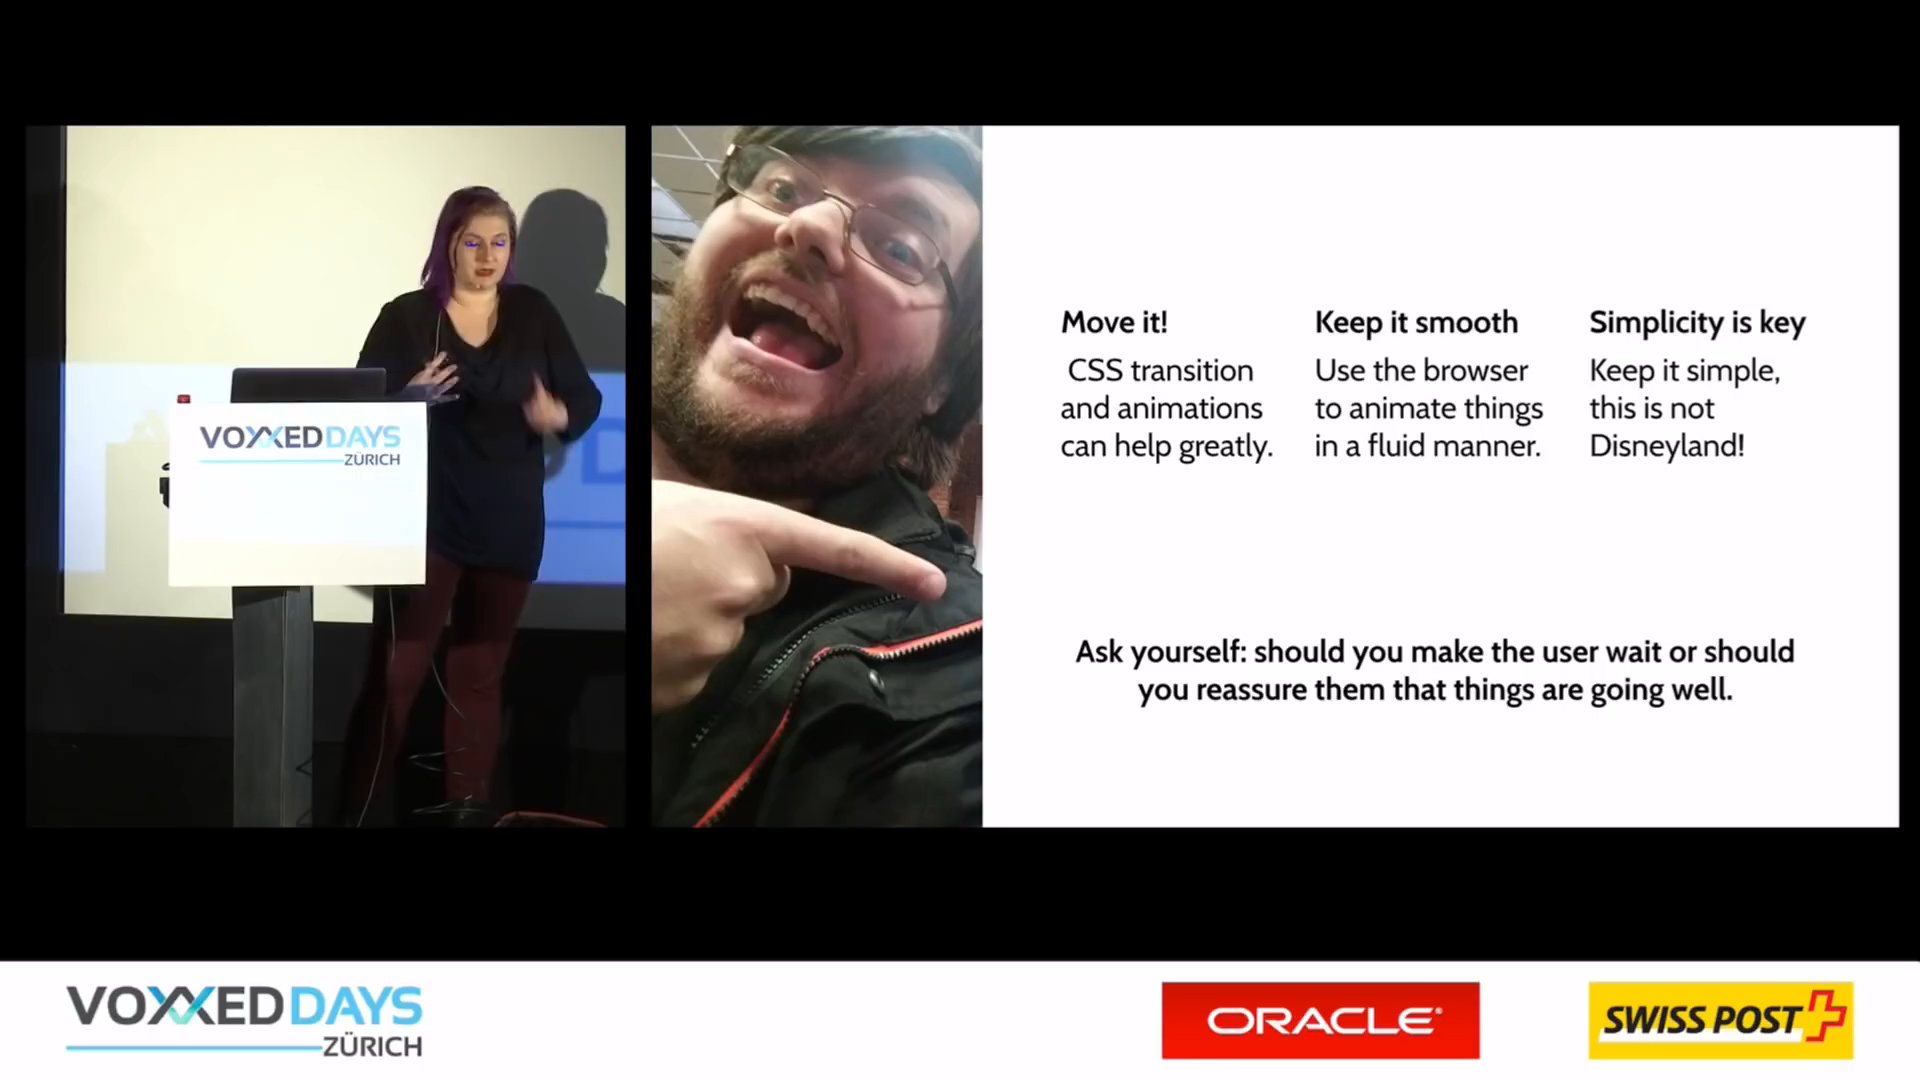 VOXXED DAYS
ZÜRICH
Move it!
CSS transition
and animations
can help greatly.
Keep it smooth
Use the browser
to animate things
in a fluid manner.
Simplicity is key
Keep it simple,
this is not
Disneyland!
Ask yourself: should you make the user wait or should
you reassure them that things are going well.
VOXXED DAYS
ZÜRICH
ORACLE®
SWISS POST